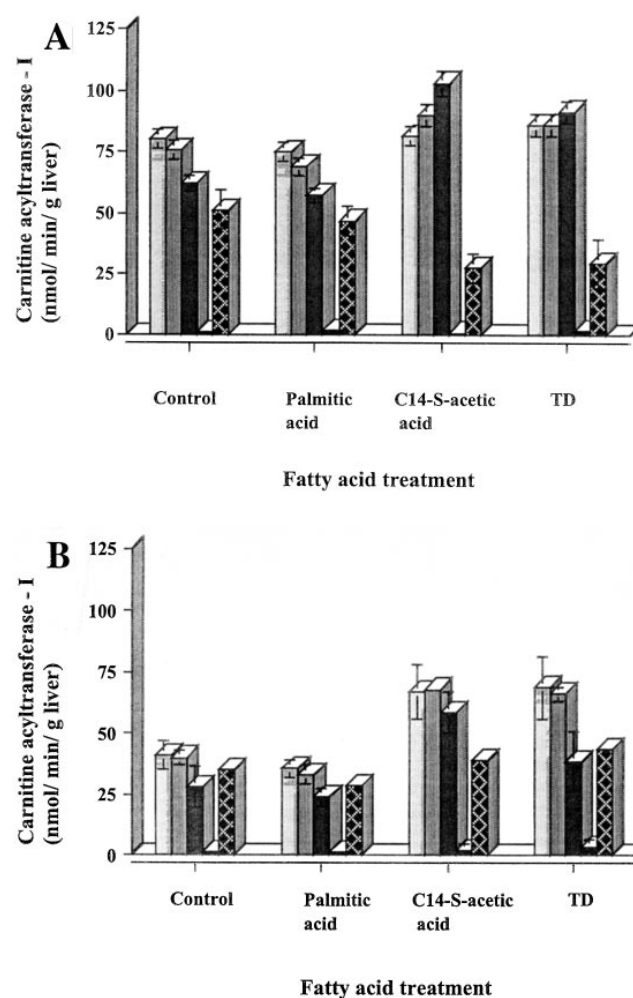 A
Carnitine acyltransferase - I
(nmol/ min/ g liver)
125
100
75
50
25
0
Control
Palmitic
acid
C14-S-acetic
acid
TD
Fatty acid treatment
B
Carnitine acyltransferase - I
(nmol/ min/ g liver)
125
100
75
50
25
0
Control
Palmitic
acid
C14-S-acetic
acid
TD
Fatty acid treatment